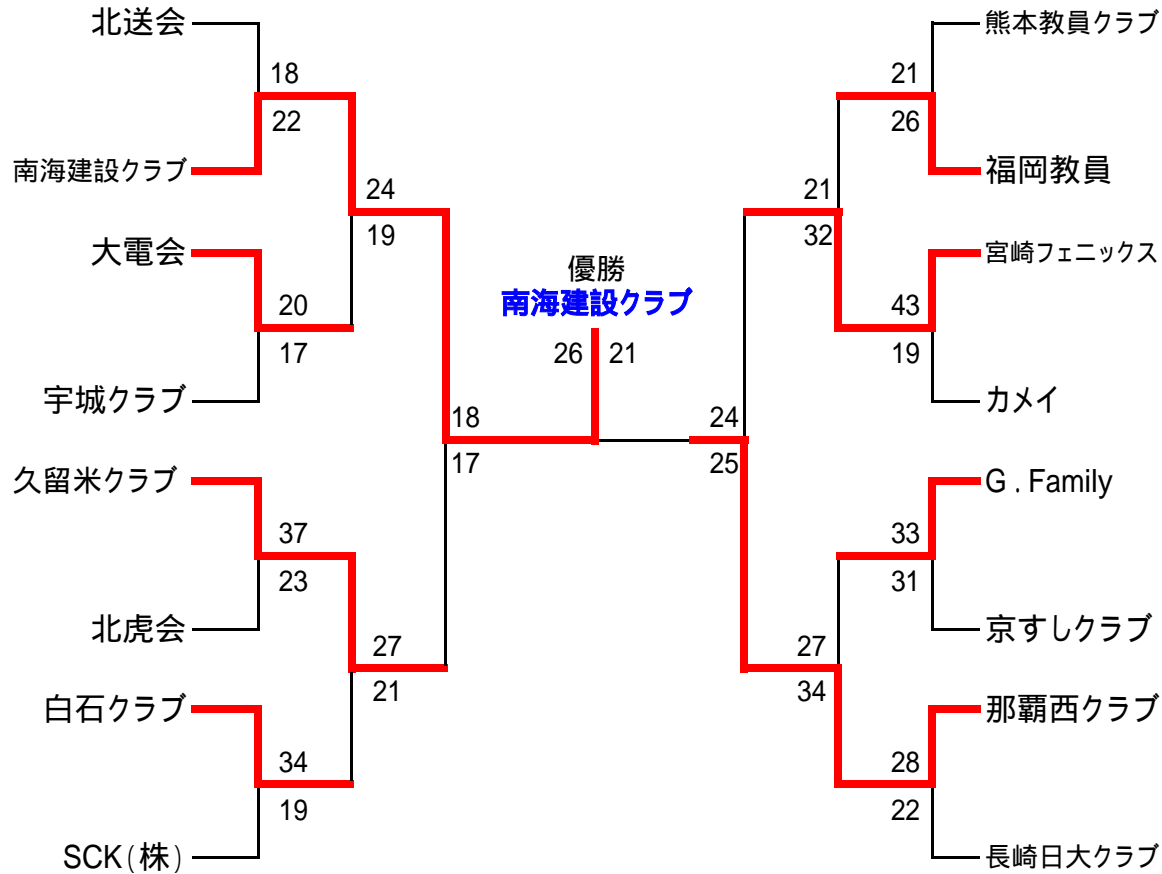 北送会
熊本教員クラブ
18
21
22
26
南海建設クラブ
福岡教員
24
21
19
32
大電会
宮崎フェニックス
優勝
南海建設クラブ
20
43
17
19
26
21
宇城クラブ
カメイ
18
24
17
25
久留米クラブ
G . Family
37
33
23
31
北虎会
京すしクラブ
27
27
21
34
白石クラブ
那覇西クラブ
34
28
19
22
SCK(株)
長崎日大クラブ